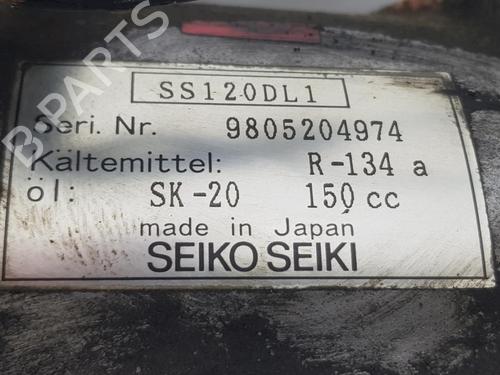 SS120DL1
Seri. Nr. 9805204974
Kältemittel: R-134 a
öl: SK-20 150 cc
made in Japan
SEIKO SEIKI
B-PARTS